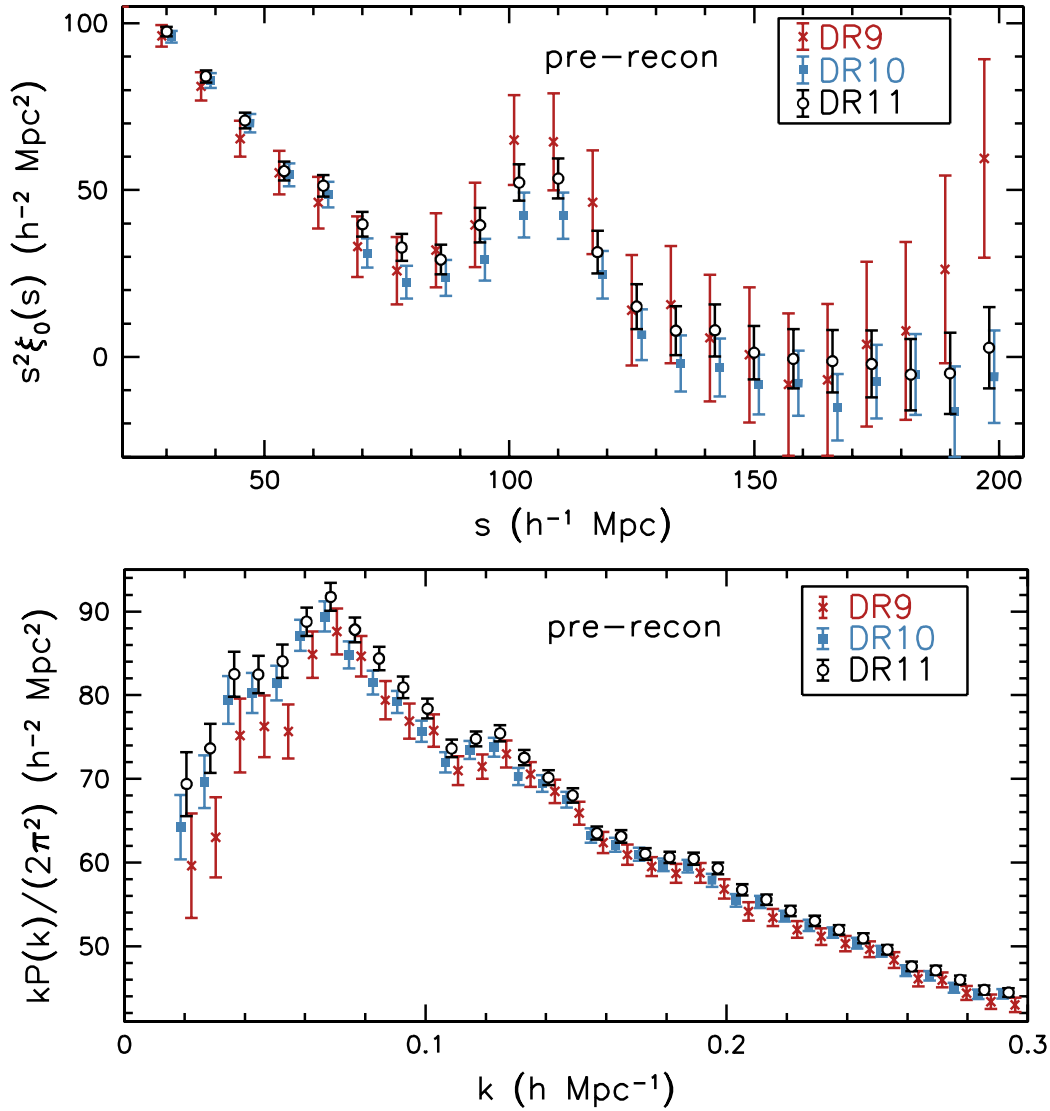 100
50
0
s²ξ₀(s) (h⁻² Mpc²)
pre−recon
DR9
DR10
DR11
50
100
150
200
s (h⁻¹ Mpc)
90
80
70
60
50
kP(k)/(2π²) (h⁻² Mpc²)
pre−recon
DR9
DR10
DR11
0
0.1
0.2
0.3
k (h Mpc⁻¹)